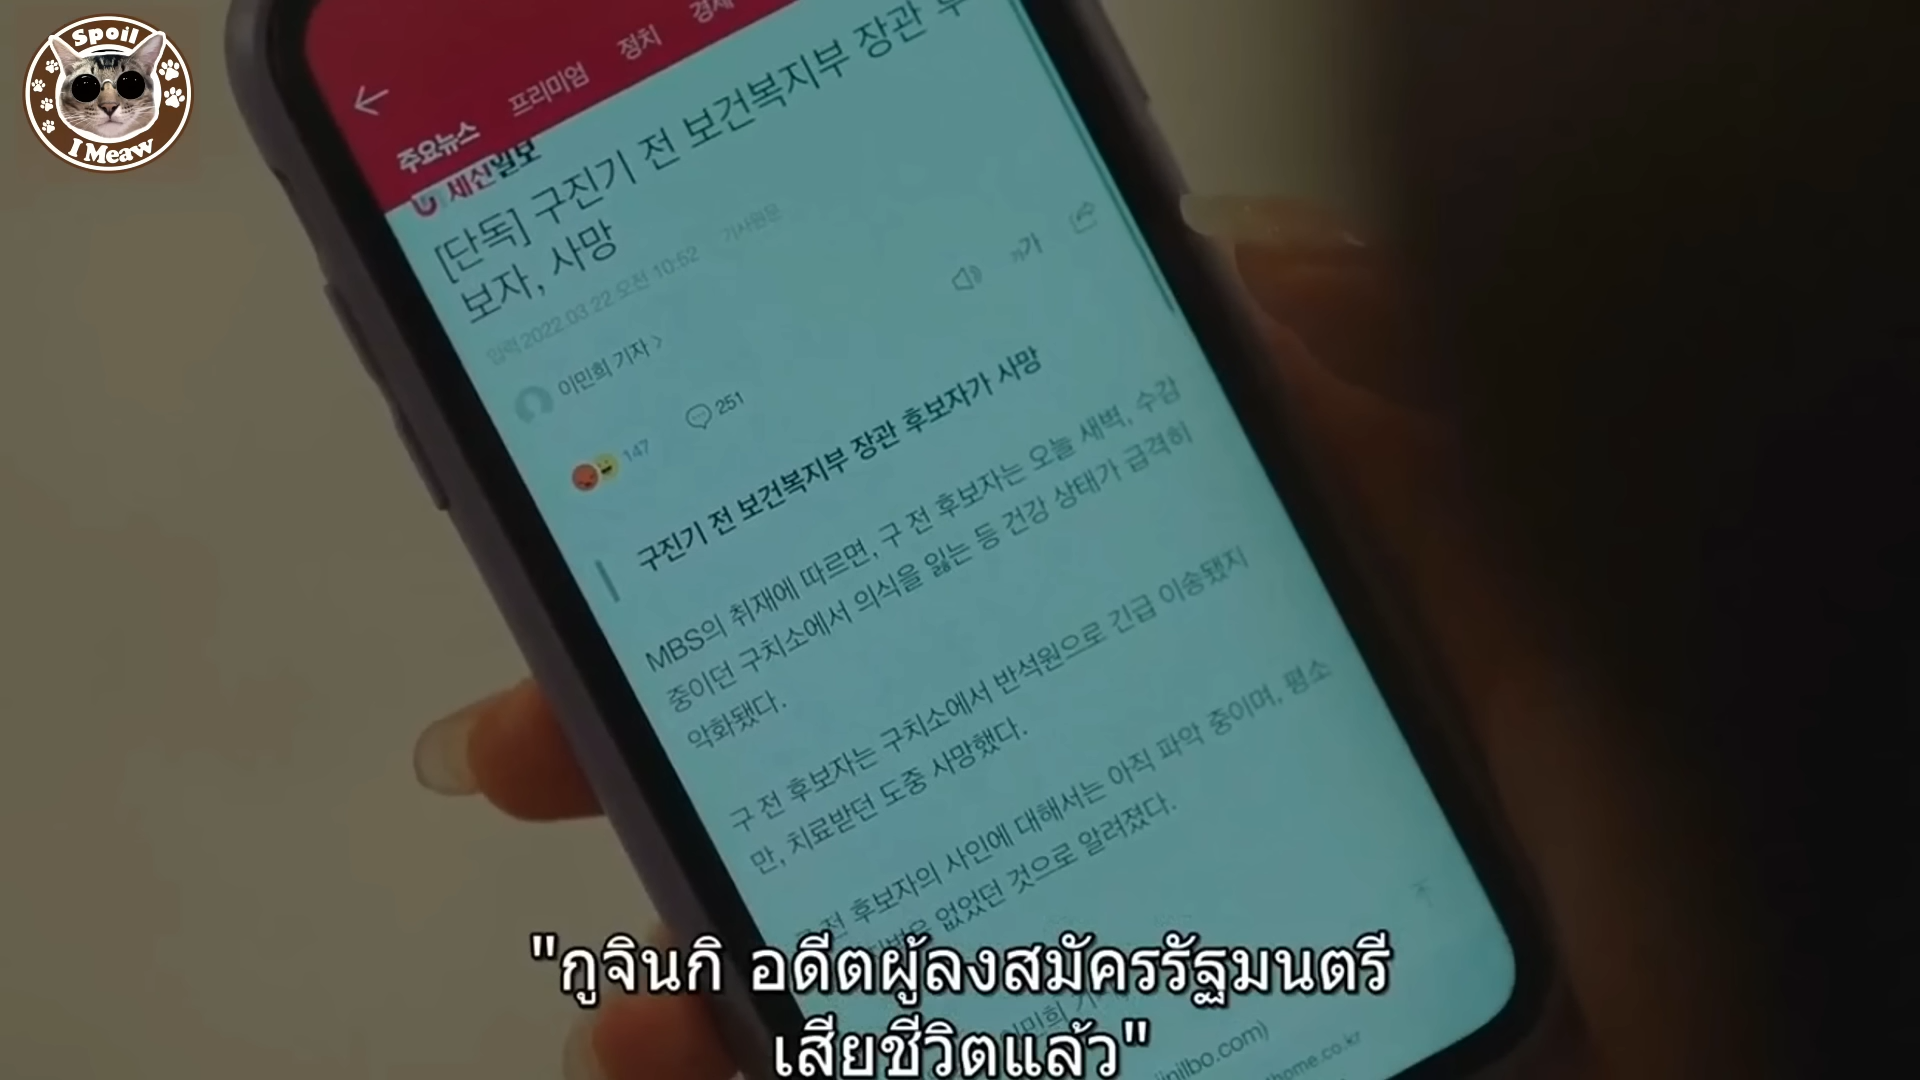 Spoil
I Meaw
주요뉴스 프리미엄 정치 경제
세신일보
[단독] 구진기 전 보건복지부 장관 후
보자, 사망
입력 2022.03.22 오전 10:52 기사원문
이민희 기자 >
가
147 251
구진기 전 보건복지부 장관 후보자가 사망
MBS의 취재에 따르면, 구 전 후보자는 오늘 새벽, 수감
중이던 구치소에서 의식을 잃는 등 건강 상태가 급격히
악화됐다.
구 전 후보자는 구치소에서 반석원으로 긴급 이송됐지
만, 치료받던 도중 사망했다.
구 전 후보자의 사인에 대해서는 아직 파악 중이며, 평소
없었던 것으로 알려졌다.
"กูจินกิ อดีตผู้ลงสมัครรัฐมนตรี
เสียชีวิตแล้ว"
이민희